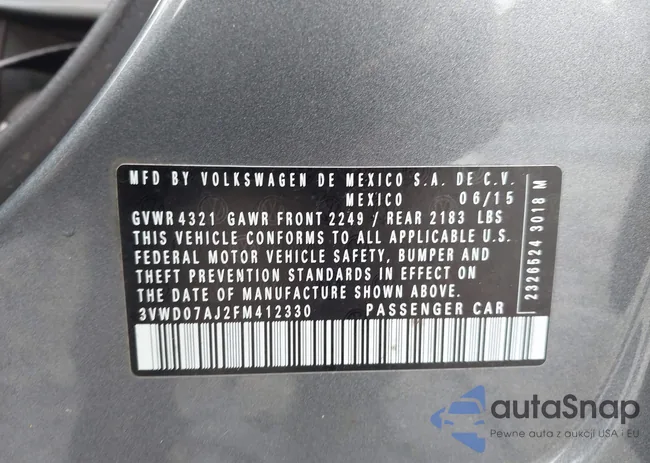 MFD BY VOLKSWAGEN DE MEXICO S.A. DE C.V.
MEXICO 06/15
GVWR 4321 GAWR FRONT 2249 / REAR 2183 LBS
THIS VEHICLE CONFORMS TO ALL APPLICABLE U.S.
FEDERAL MOTOR VEHICLE SAFETY, BUMPER AND
THEFT PREVENTION STANDARDS IN EFFECT ON
THE DATE OF MANUFACTURE SHOWN ABOVE.
3VWD07AJ2FM412330 PASSENGER CAR
2326524 3018 M
autaSnap
Pewne auta z aukcji USA · EU